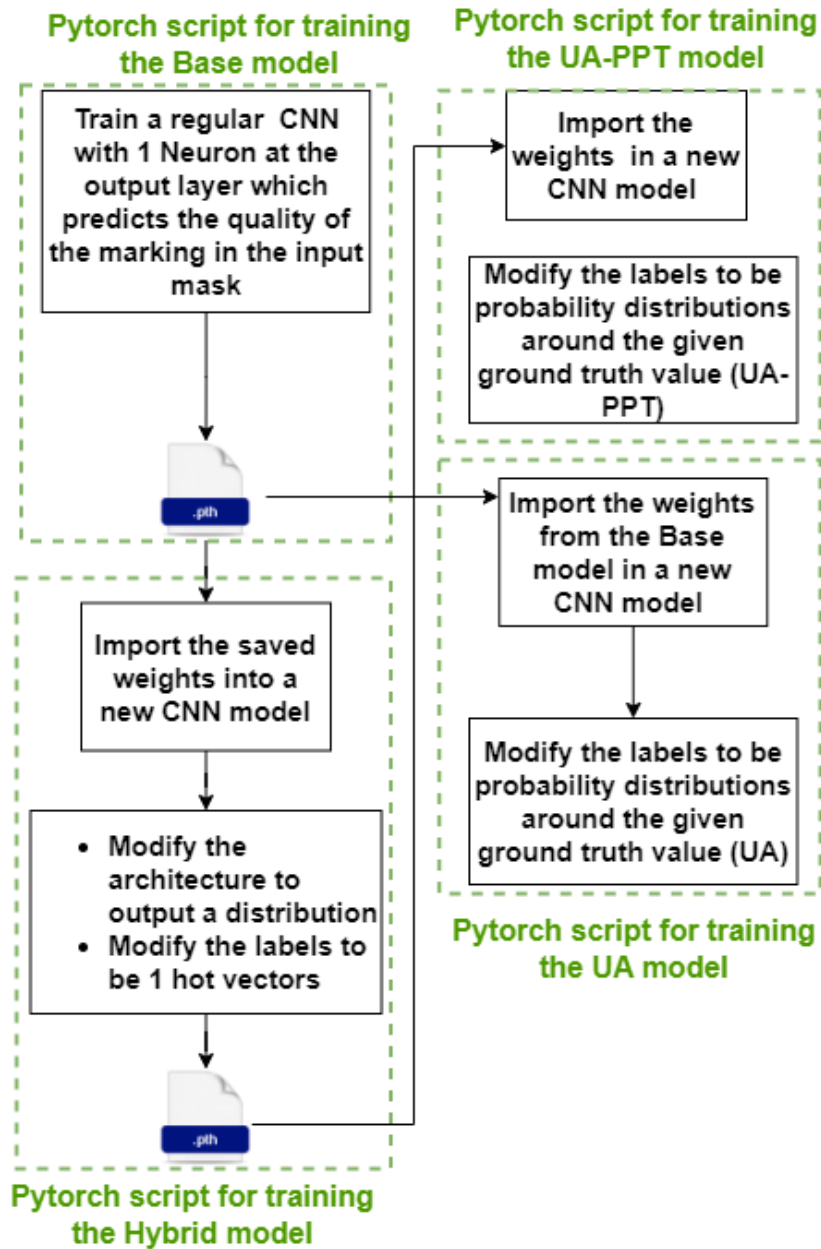 Pytorch script for training
the Base model
Train a regular CNN
with 1 Neuron at the
output layer which
predicts the quality of
the marking in the input
mask
.pth
Import the saved
weights into a
new CNN model
• Modify the
architecture to
output a distribution
• Modify the labels to
be 1 hot vectors
.pth
Pytorch script for training
the Hybrid model
Pytorch script for training
the UA-PPT model
Import the
weights in a new
CNN model
Modify the labels to be
probability distributions
around the given
ground truth value (UA-
PPT)
Import the weights
from the Base
model in a new
CNN model
Modify the labels to be
probability distributions
around the given
ground truth value (UA)
Pytorch script for training
the UA model